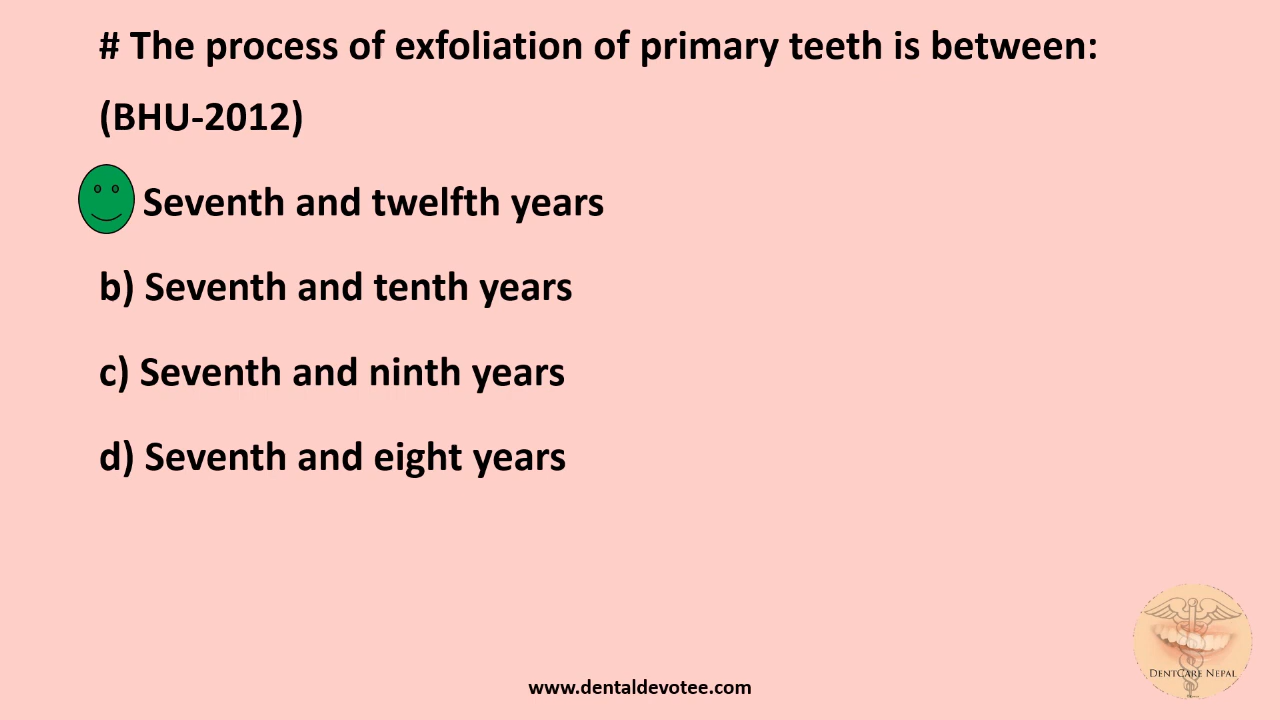 # The process of exfoliation of primary teeth is between:
(BHU-2012)
Seventh and twelfth years
b) Seventh and tenth years
c) Seventh and ninth years
d) Seventh and eight years
DentCare Nepal
www.dentaldevotee.com